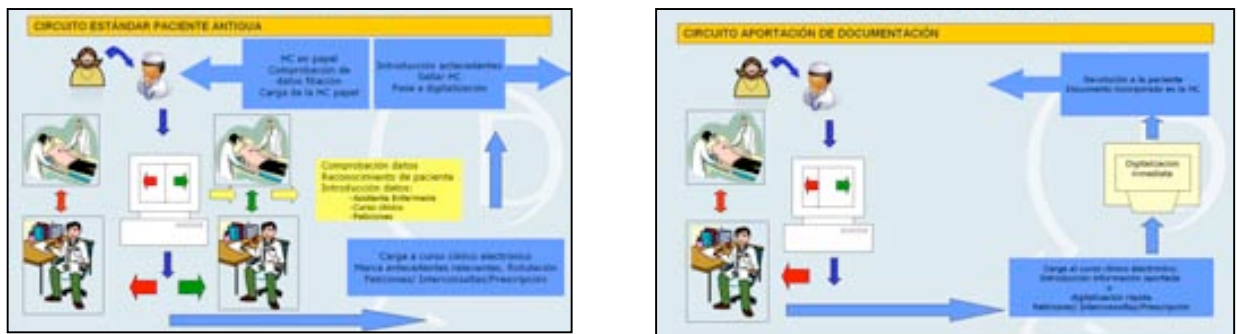 CIRCUITO ESTÁNDAR PACIENTE ANTIGUA
HC en papel
Comprobación de
datos filiación
Carga de la HC papel
Introducción antecedentes
Sellar HC
Pase a digitalización
Comprobación datos
Reconocimiento de paciente
Introducción datos:
-Asistente Enfermería
-Curso clínico
-Peticiones
Carga a curso clínico electrónico
Marca antecedentes relevantes, Rotulación
Peticiones/ Interconsultas/Prescripción
CIRCUITO APORTACIÓN DE DOCUMENTACIÓN
Devolución a la paciente
Documento incorporado en la HC
Digitalización
inmediata
Carga al curso clínico electrónico,
Introducción información aportada
o
digitalización rápida
Peticiones/ Interconsultas/Prescripción